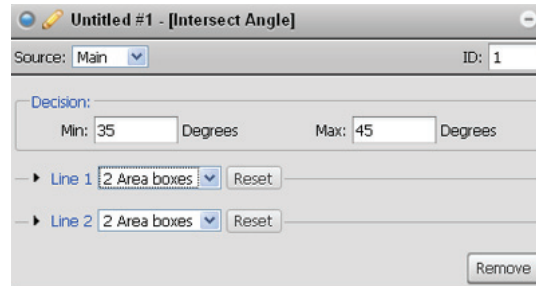 Untitled #1 - [Intersect Angle]
Source: Main ID: 1
Decision:
Min: 35 Degrees Max: 45 Degrees
Line 1 2 Area boxes Reset
Line 2 2 Area boxes Reset
Remove